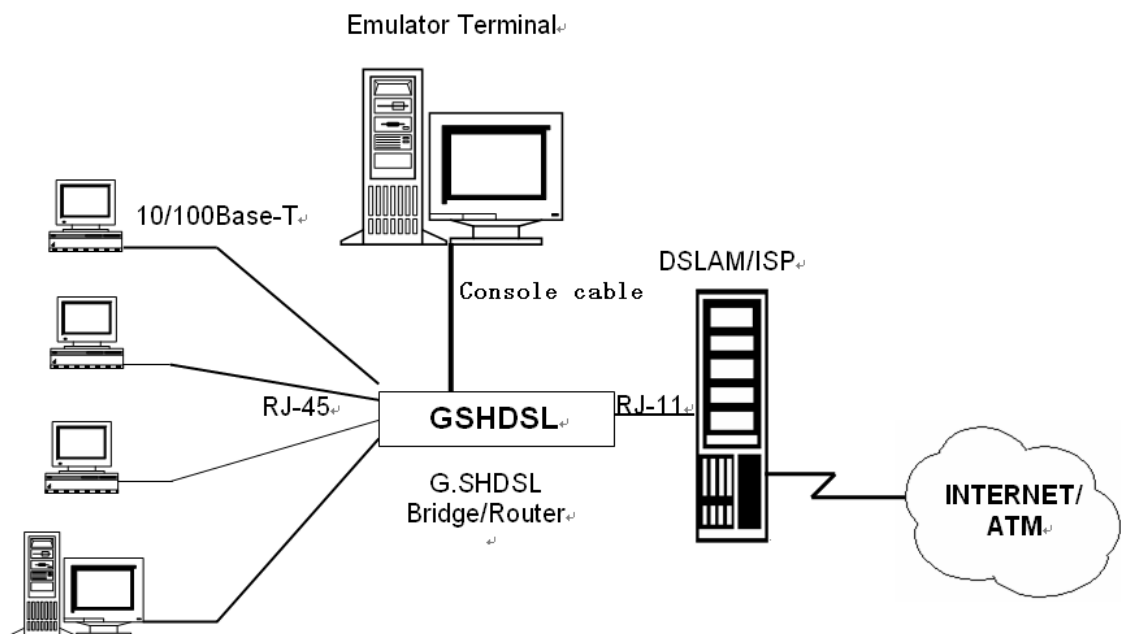 Emulator Terminal
10/100Base-T
DSLAM/ISP
Console cable
RJ-45
GSHDSL
RJ-11
G.SHDSL
Bridge/Router
INTERNET/
ATM